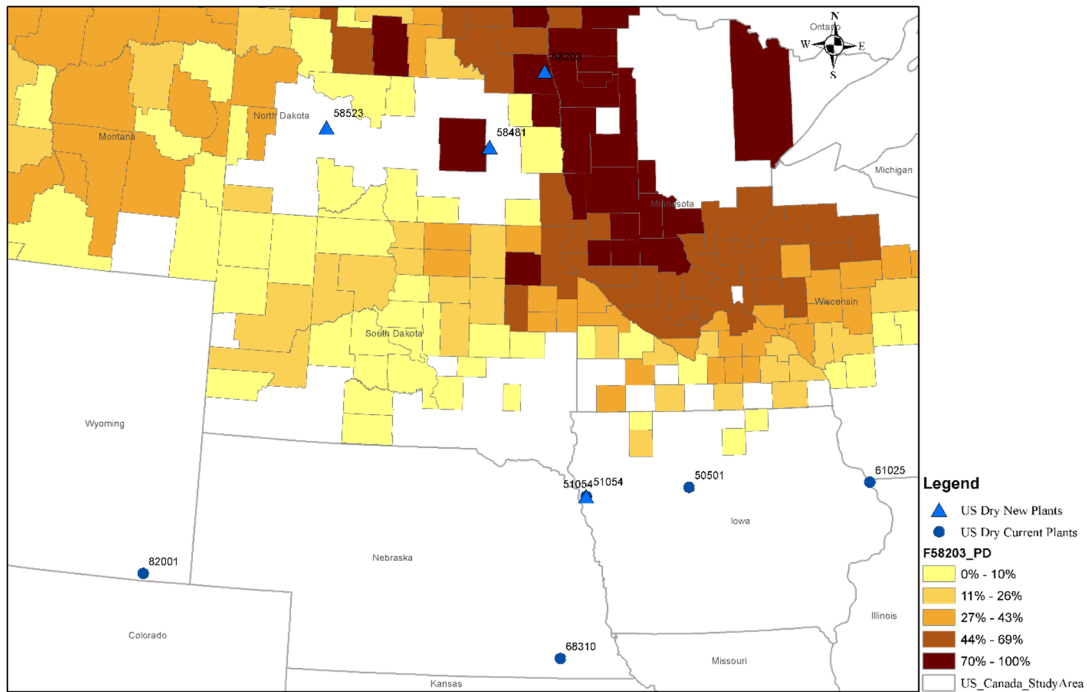 Ontario
N
W E
S
58203
North Dakota
58523
Montana
58481
Michigan
Minnesota
Wisconsin
South Dakota
Wyoming
51054 51054
50501
61025
Iowa
Nebraska
82001
Illinois
Colorado
68310
Missouri
Kansas
Legend
US Dry New Plants
US Dry Current Plants
F58203_PD
0% - 10%
11% - 26%
27% - 43%
44% - 69%
70% - 100%
US_Canada_StudyArea